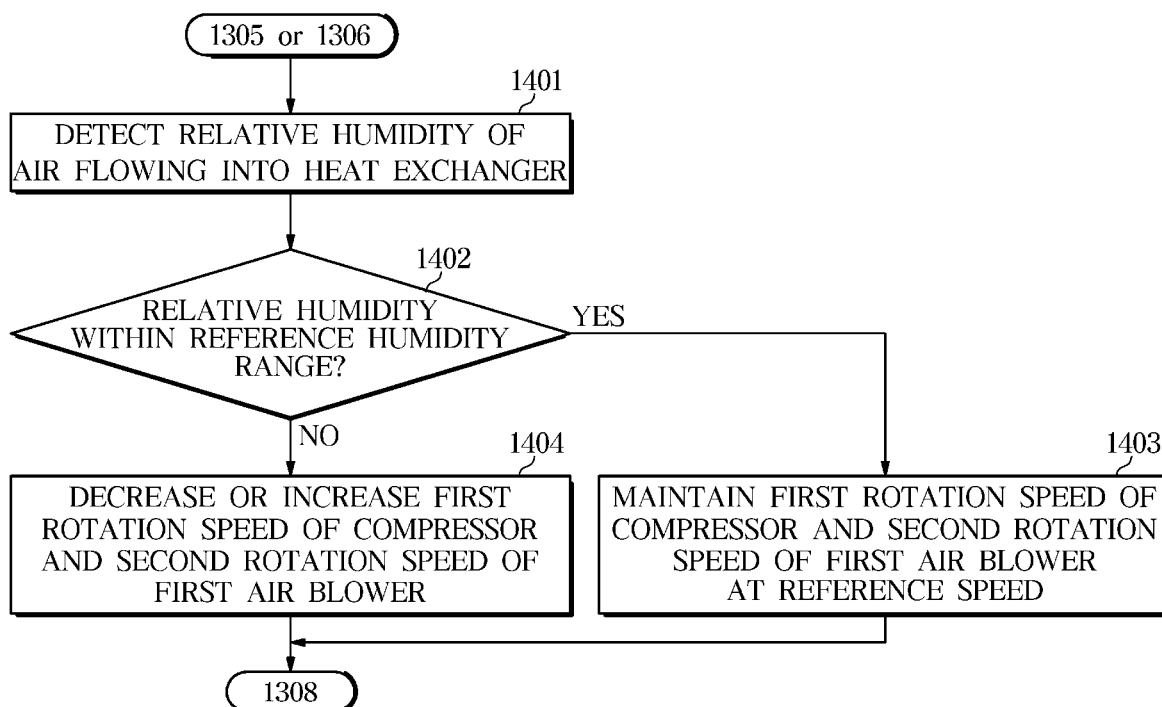 1305 or 1306
1401
DETECT RELATIVE HUMIDITY OF
AIR FLOWING INTO HEAT EXCHANGER
1402
RELATIVE HUMIDITY
WITHIN REFERENCE HUMIDITY
RANGE?
YES
NO
1404
DECREASE OR INCREASE FIRST
ROTATION SPEED OF COMPRESSOR
AND SECOND ROTATION SPEED OF
FIRST AIR BLOWER
1403
MAINTAIN FIRST ROTATION SPEED OF
COMPRESSOR AND SECOND ROTATION
SPEED OF FIRST AIR BLOWER
AT REFERENCE SPEED
1308